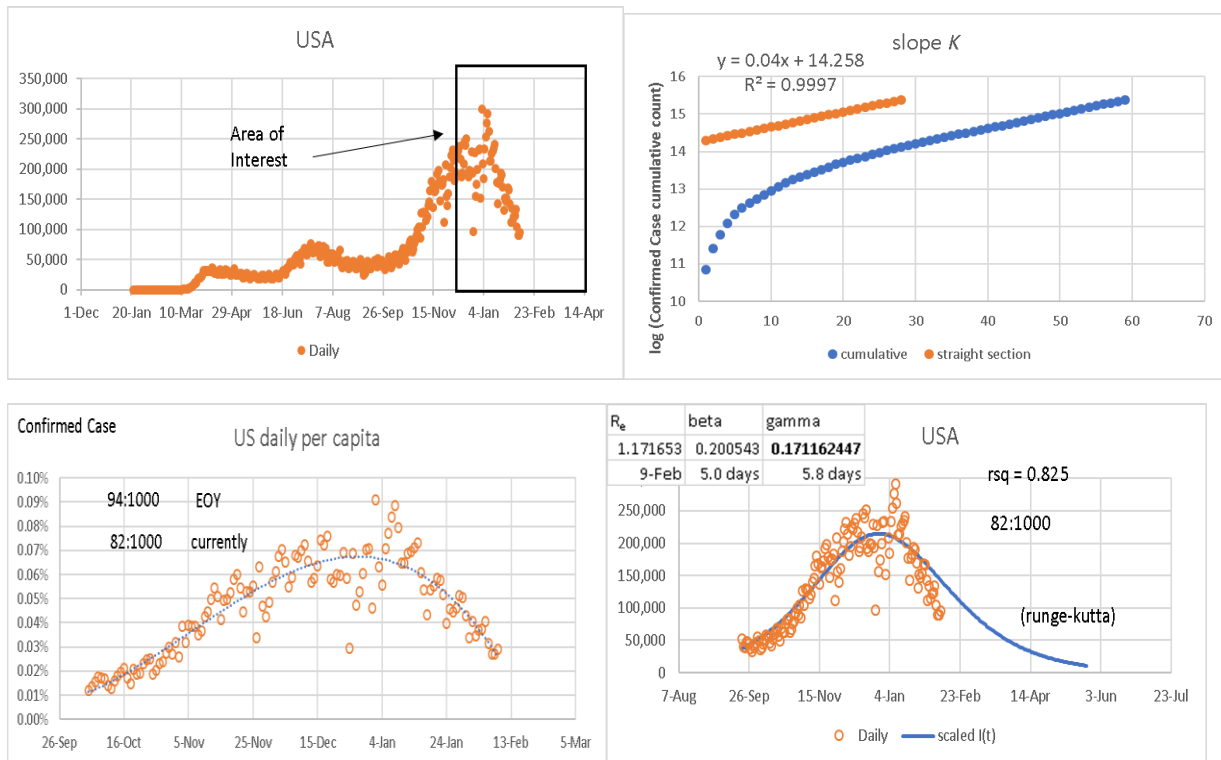 USA
350,000
300,000
250,000
200,000
150,000
100,000
50,000
0
Area of
Interest
1-Dec 20-Jan 10-Mar 29-Apr 18-Jun 7-Aug 26-Sep 15-Nov 4-Jan 23-Feb 14-Apr
Daily
slope K
y = 0.04x + 14.258
R² = 0.9997
log (Confirmed Case cumulative count)
16
15
14
13
12
11
10
0 10 20 30 40 50 60 70
cumulative straight section
Confirmed Case
US daily per capita
0.10%
0.09%
0.08%
0.07%
0.06%
0.05%
0.04%
0.03%
0.02%
0.01%
0.00%
94:1000 EOY
82:1000 currently
26-Sep 16-Oct 5-Nov 25-Nov 15-Dec 4-Jan 24-Jan 13-Feb 5-Mar
Re beta gamma
1.171653 0.200543 0.171162447
9-Feb 5.0 days 5.8 days
USA
rsq = 0.825
82:1000
(runge-kutta)
250,000
200,000
150,000
100,000
50,000
0
7-Aug 26-Sep 15-Nov 4-Jan 23-Feb 14-Apr 3-Jun 23-Jul
Daily scaled I(t)